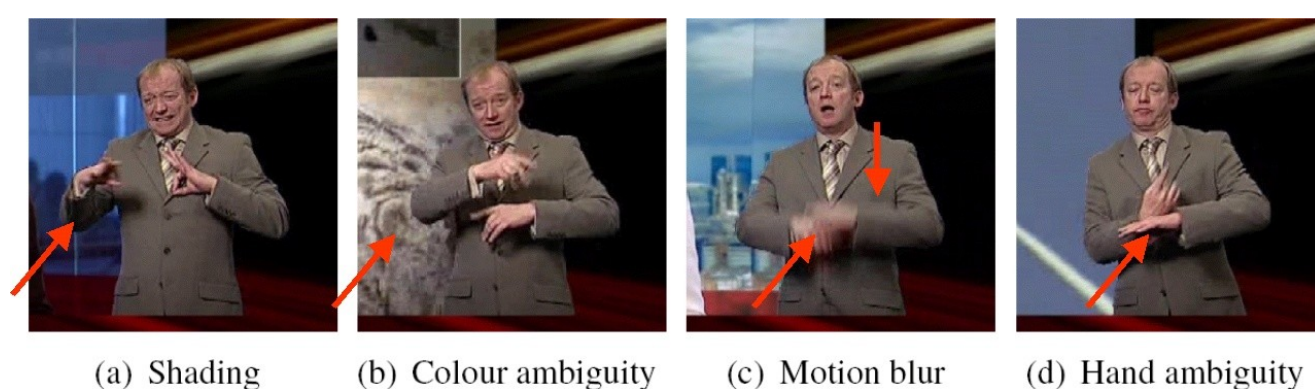 (a) Shading
(b) Colour ambiguity
(c) Motion blur
(d) Hand ambiguity